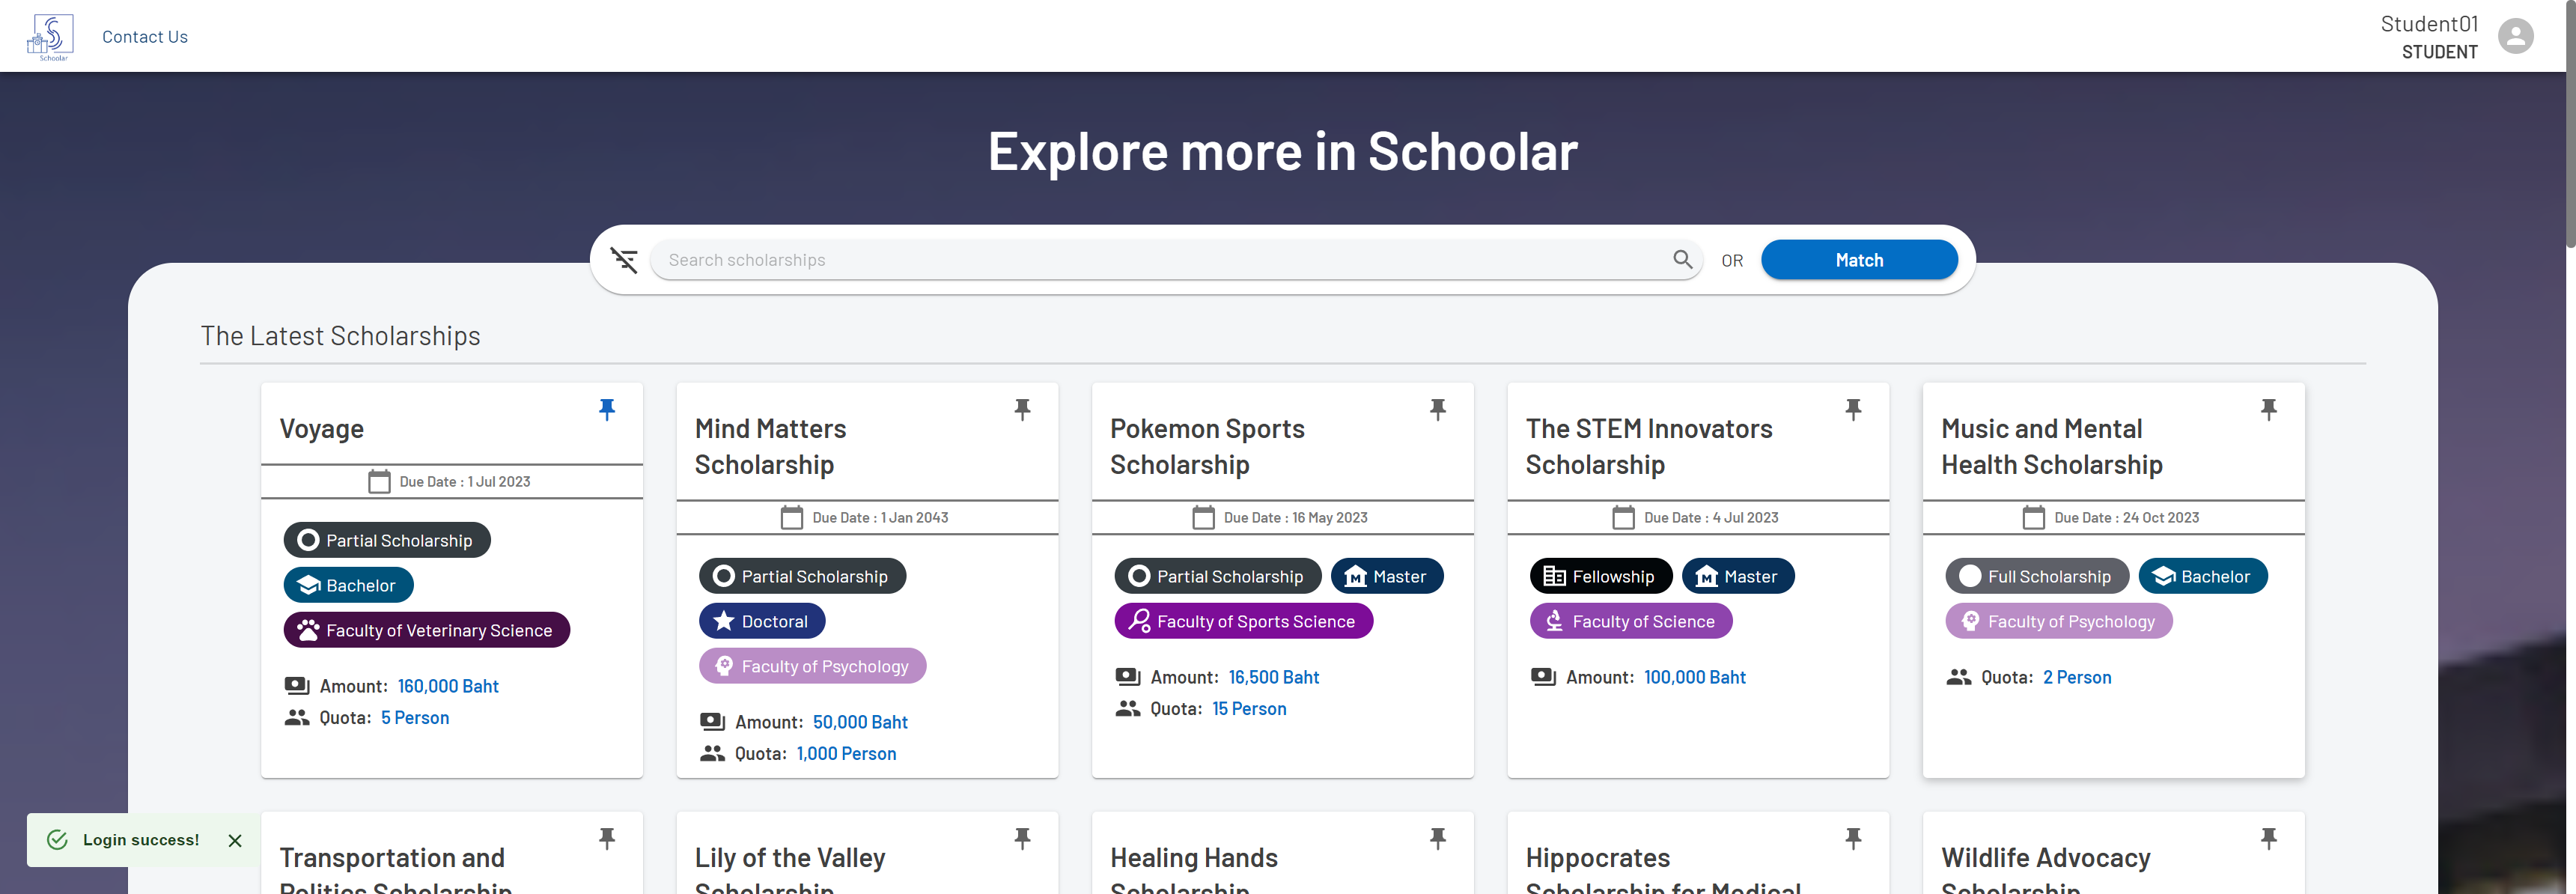 Schoolar
Contact Us
Student01
STUDENT
Explore more in Schoolar
Search scholarships
OR
Match
The Latest Scholarships
Voyage
Due Date : 1 Jul 2023
Partial Scholarship
Bachelor
Faculty of Veterinary Science
Amount: 160,000 Baht
Quota: 5 Person
Mind Matters
Scholarship
Due Date : 1 Jan 2043
Partial Scholarship
Doctoral
Faculty of Psychology
Amount: 50,000 Baht
Quota: 1,000 Person
Pokemon Sports
Scholarship
Due Date : 16 May 2023
Partial Scholarship
Master
Faculty of Sports Science
Amount: 16,500 Baht
Quota: 15 Person
The STEM Innovators
Scholarship
Due Date : 4 Jul 2023
Fellowship
Master
Faculty of Science
Amount: 100,000 Baht
Music and Mental
Health Scholarship
Due Date : 24 Oct 2023
Full Scholarship
Bachelor
Faculty of Psychology
Quota: 2 Person
Login success!
Transportation and
Politics Scholarship
Lily of the Valley
Scholarship
Healing Hands
Scholarship
Hippocrates
Scholarship for Medical
Wildlife Advocacy
Scholarship